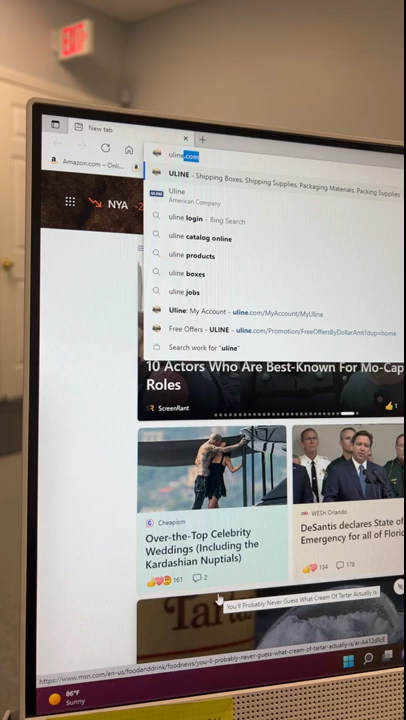 EXIT
New tab
uline.com
Amazon.com – Onli...
ULINE - Shipping Boxes, Shipping Supplies, Packaging Materials, Packing Supplies
NYA
Uline
American Company
uline login - Bing Search
uline catalog online
uline products
uline boxes
uline jobs
Uline: My Account - uline.com/MyAccount/MyUline
Free Offers - ULINE - uline.com/Promotion/FreeOffersByDollarAmt?dup=home
Search work for "uline"
10 Actors Who Are Best-Known For Mo-Cap
Roles
ScreenRant
1
Cheapism
Over-the-Top Celebrity
Weddings (Including the
Kardashian Nuptials)
161
2
WESH Orlando
DeSantis declares State of
Emergency for all of Florid
134
178
You'll Probably Never Guess What Cream Of Tartar Actually Is
Tarta
86°F
Sunny